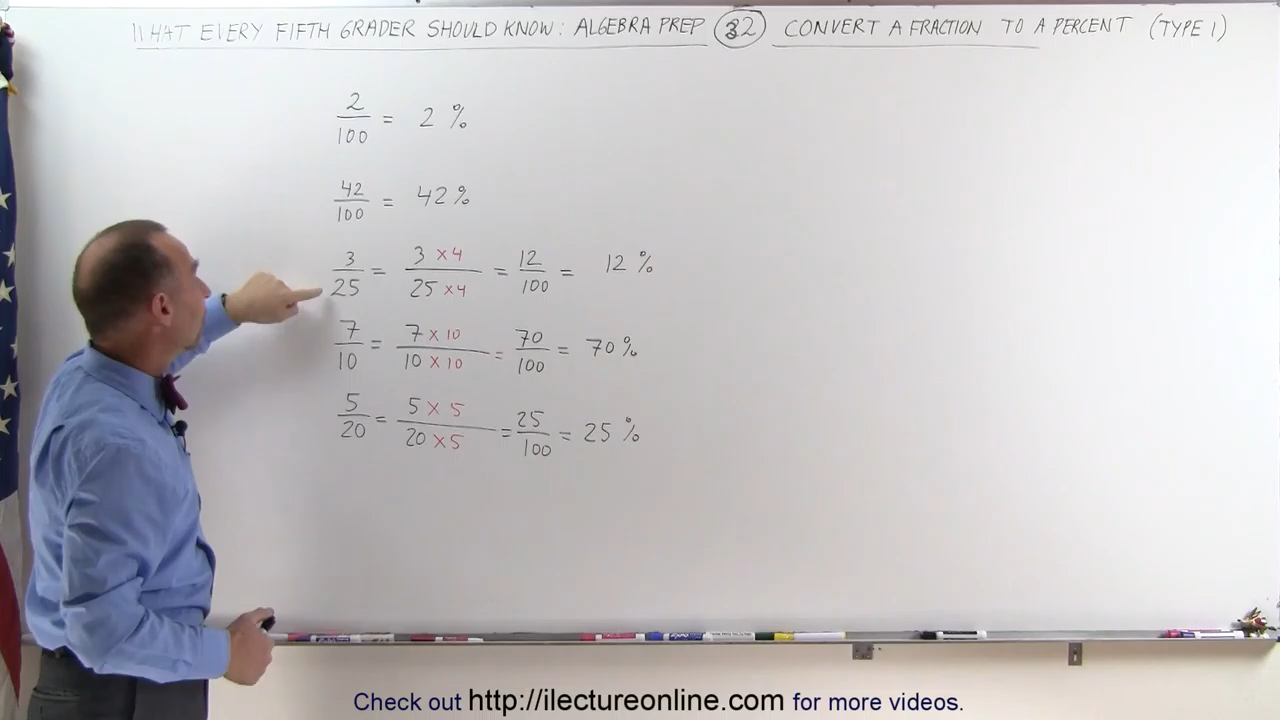 WHAT EVERY FIFTH GRADER SHOULD KNOW: ALGEBRA PREP 32 CONVERT A FRACTION TO A PERCENT (TYPE 1)
2/100 = 2 %
42/100 = 42%
3/25 = 3 × 4/25 × 4 = 12/100 = 12 %
7/10 = 7 × 10/10 × 10 = 70/100 = 70%
5/20 = 5 × 5/20 × 5 = 25/100 = 25 %
Check out http://ilectureonline.com for more videos.